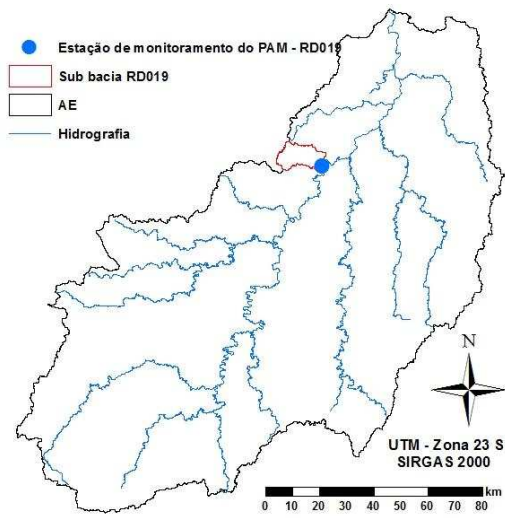 Estação de monitoramento do PAM - RD019
Sub bacia RD019
AE
Hidrografia
N
UTM - Zona 23 S
SIRGAS 2000
km
0 10 20 30 40 50 60 70 80